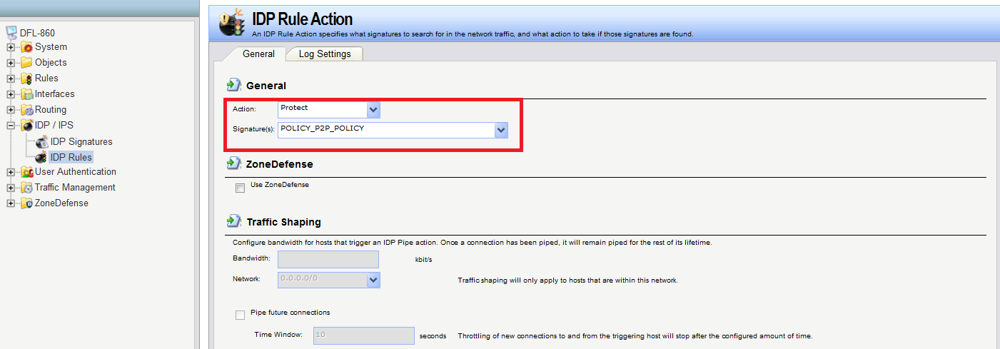 DFL-860
System
Objects
Rules
Interfaces
Routing
IDP / IPS
IDP Signatures
IDP Rules
User Authentication
Traffic Management
ZoneDefense
IDP Rule Action
An IDP Rule Action specifies what signatures to search for in the network traffic, and what action to take if those signatures are found.
General Log Settings
General
Action: Protect
Signature(s): POLICY_P2P_POLICY
ZoneDefense
Use ZoneDefense
Traffic Shaping
Configure bandwidth for hosts that trigger an IDP Pipe action. Once a connection has been piped, it will remain piped for the rest of its lifetime.
Bandwidth: kbit/s
Network: 0.0.0.0/0 Traffic shaping will only apply to hosts that are within this network.
Pipe future connections
Time Window: 10 seconds Throttling of new connections to and from the triggering host will stop after the configured amount of time.